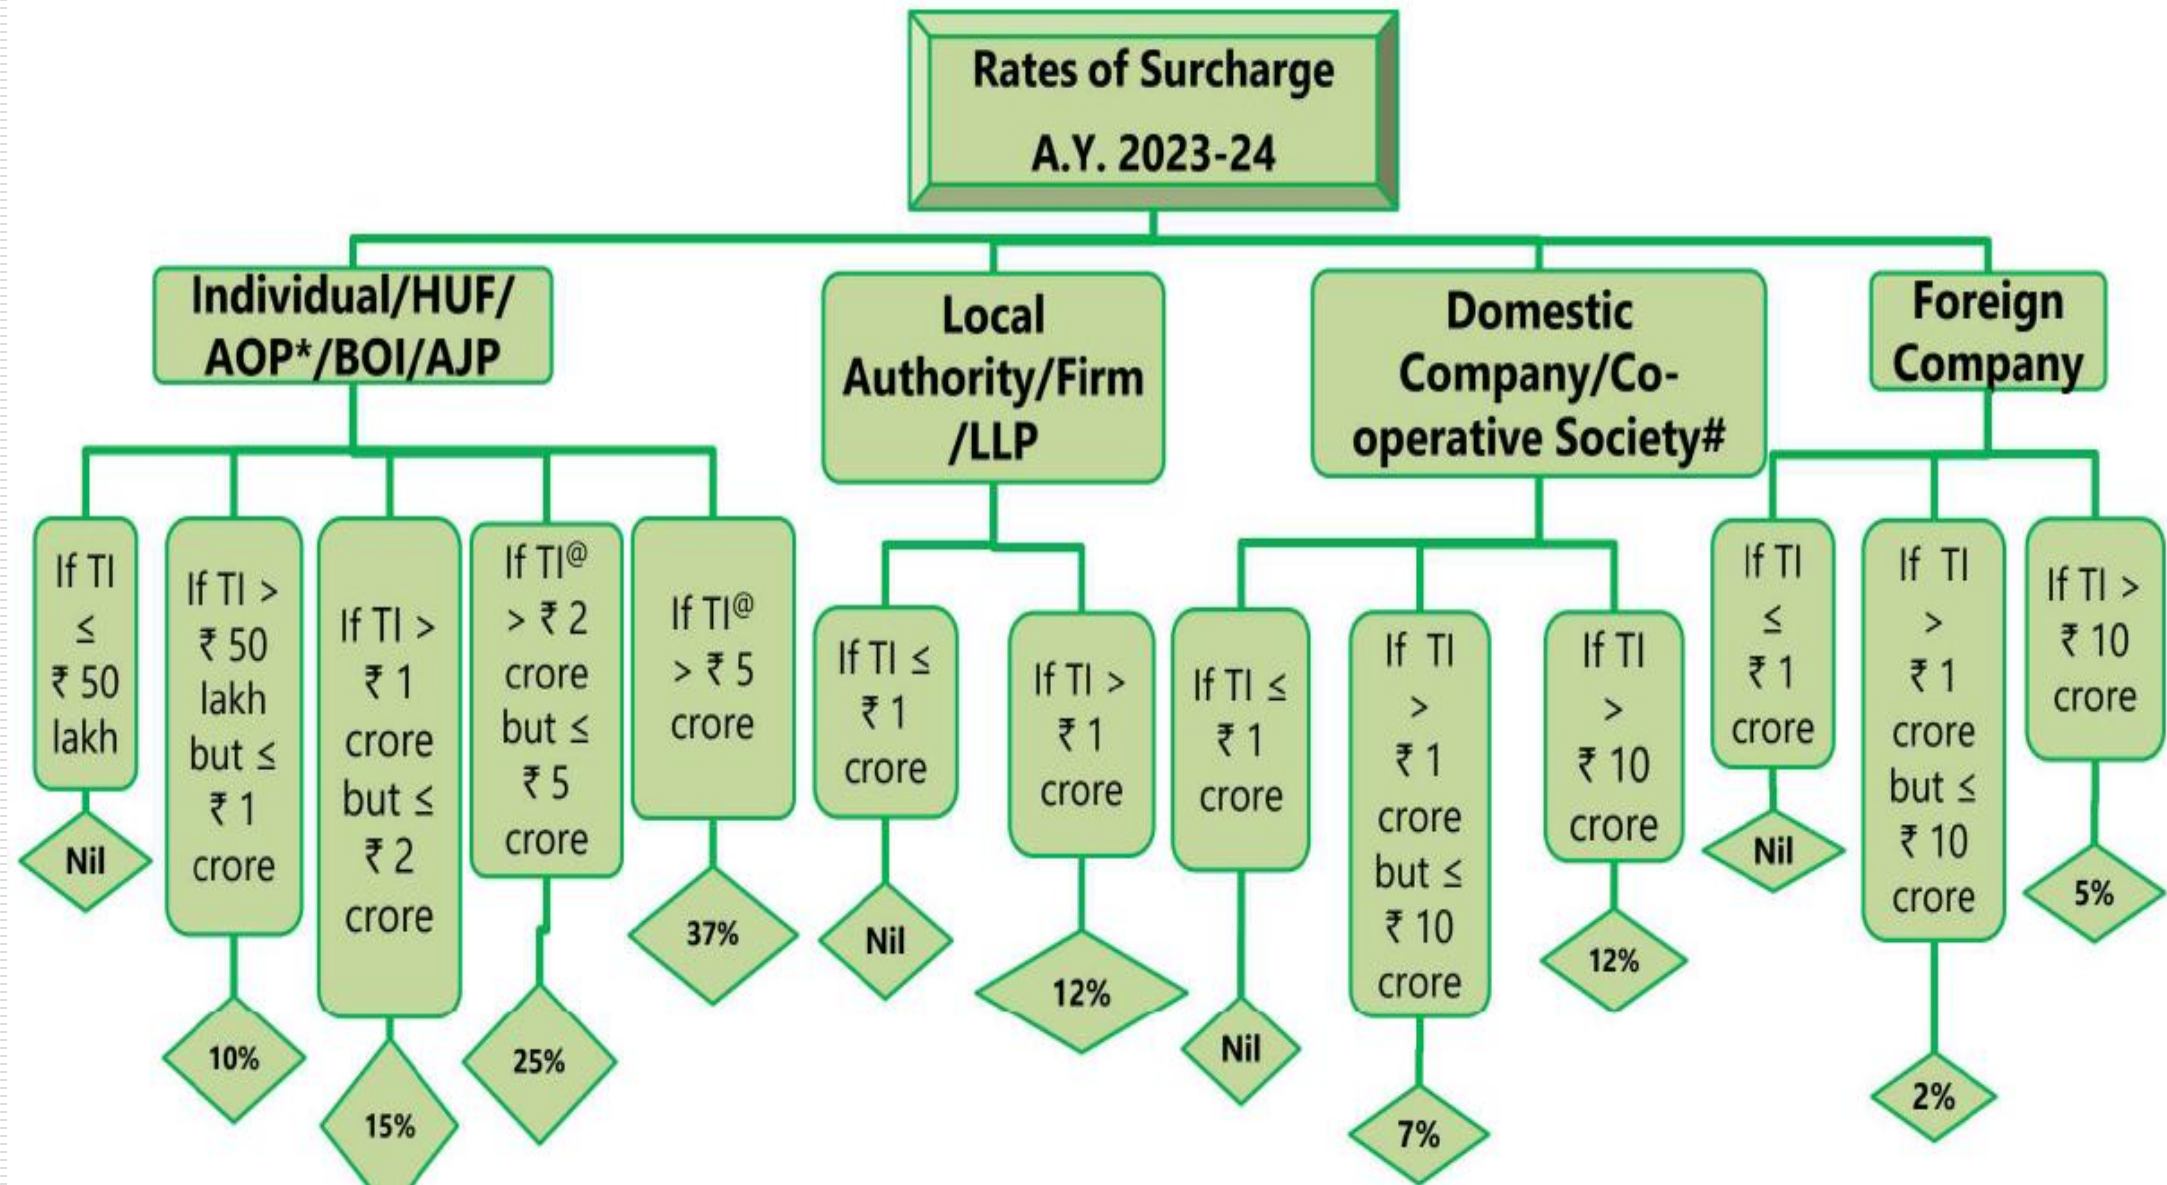 Rates of Surcharge
A.Y. 2023-24
Individual/HUF/
AOP*/BOI/AJP
Local
Authority/Firm
/LLP
Domestic
Company/Co-
operative Society#
Foreign
Company
If TI
≤
₹ 50
lakh
Nil
If TI >
₹ 50
lakh
but ≤
₹ 1
crore
10%
If TI >
₹ 1
crore
but ≤
₹ 2
crore
15%
If TI@
> ₹ 2
crore
but ≤
₹ 5
crore
25%
If TI@
> ₹ 5
crore
37%
If TI ≤
₹ 1
crore
Nil
If TI >
₹ 1
crore
12%
If TI ≤
₹ 1
crore
Nil
If TI
>
₹ 1
crore
but ≤
₹ 10
crore
7%
If TI
>
₹ 10
crore
12%
If TI
≤
₹ 1
crore
Nil
If TI
>
₹ 1
crore
but ≤
₹ 10
crore
2%
If TI >
₹ 10
crore
5%